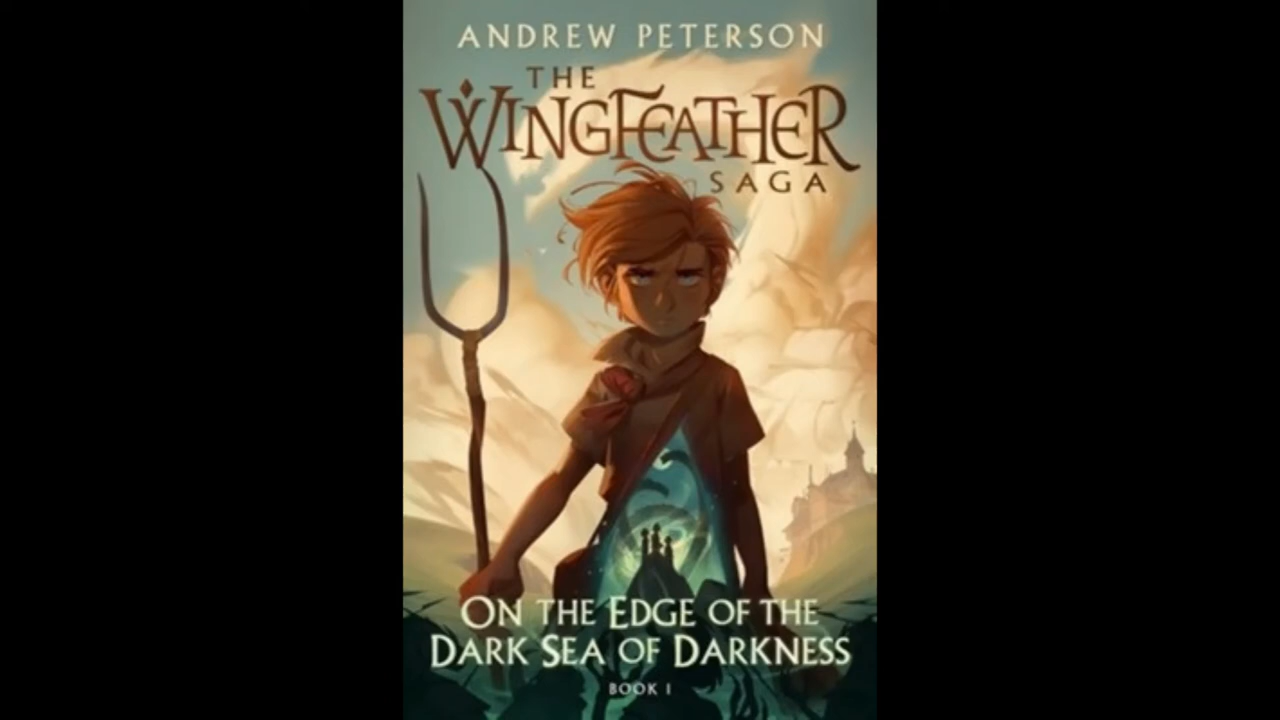 ANDREW PETERSON
THE
WINGFEATHER
SAGA
ON THE EDGE OF THE
DARK SEA OF DARKNESS
BOOK 1